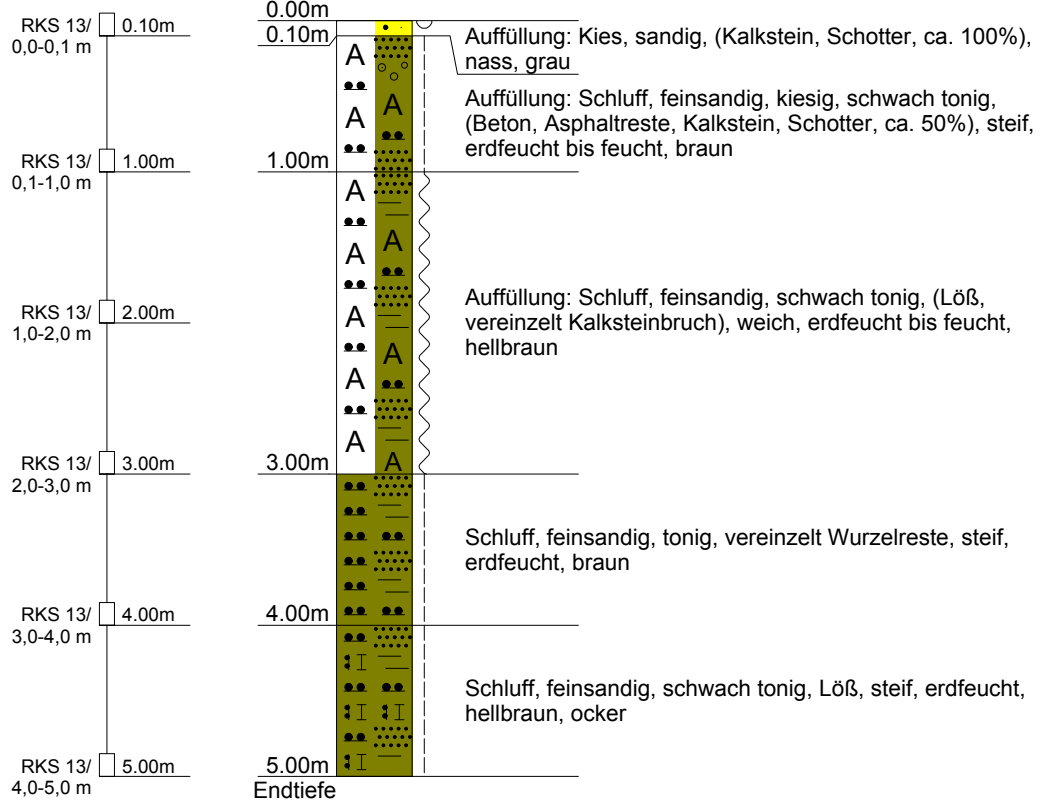 0.00m
RKS 13/ 0.10m
0,0-0,1 m
0.10m
Auffüllung: Kies, sandig, (Kalkstein, Schotter, ca. 100%),
nass, grau
A
A
A
Auffüllung: Schluff, feinsandig, kiesig, schwach tonig,
(Beton, Asphaltreste, Kalkstein, Schotter, ca. 50%), steif,
erdfeucht bis feucht, braun
RKS 13/ 1.00m
0,1-1,0 m
1.00m
A
A
A
A
A
A
A
A
Auffüllung: Schluff, feinsandig, schwach tonig, (Löß,
vereinzelt Kalksteinbruch), weich, erdfeucht bis feucht,
hellbraun
RKS 13/ 2.00m
1,0-2,0 m
RKS 13/ 3.00m
2,0-3,0 m
3.00m
Schluff, feinsandig, tonig, vereinzelt Wurzelreste, steif,
erdfeucht, braun
RKS 13/ 4.00m
3,0-4,0 m
4.00m
Schluff, feinsandig, schwach tonig, Löß, steif, erdfeucht,
hellbraun, ocker
RKS 13/ 5.00m
4,0-5,0 m
5.00m
Endtiefe